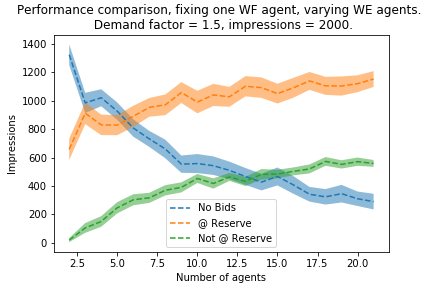 Performance comparison, fixing one WF agent, varying WE agents.
Demand factor = 1.5, impressions = 2000.
Impressions
1400
1200
1000
800
600
400
200
0
No Bids
@ Reserve
Not @ Reserve
2.5 5.0 7.5 10.0 12.5 15.0 17.5 20.0
Number of agents